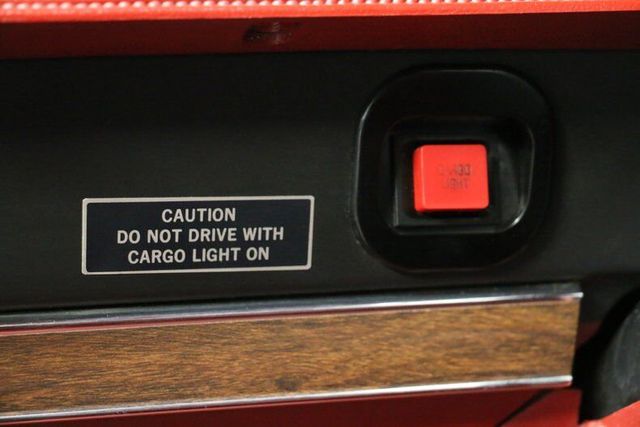 CAUTION
DO NOT DRIVE WITH
CARGO LIGHT ON
CARGO
LIGHT